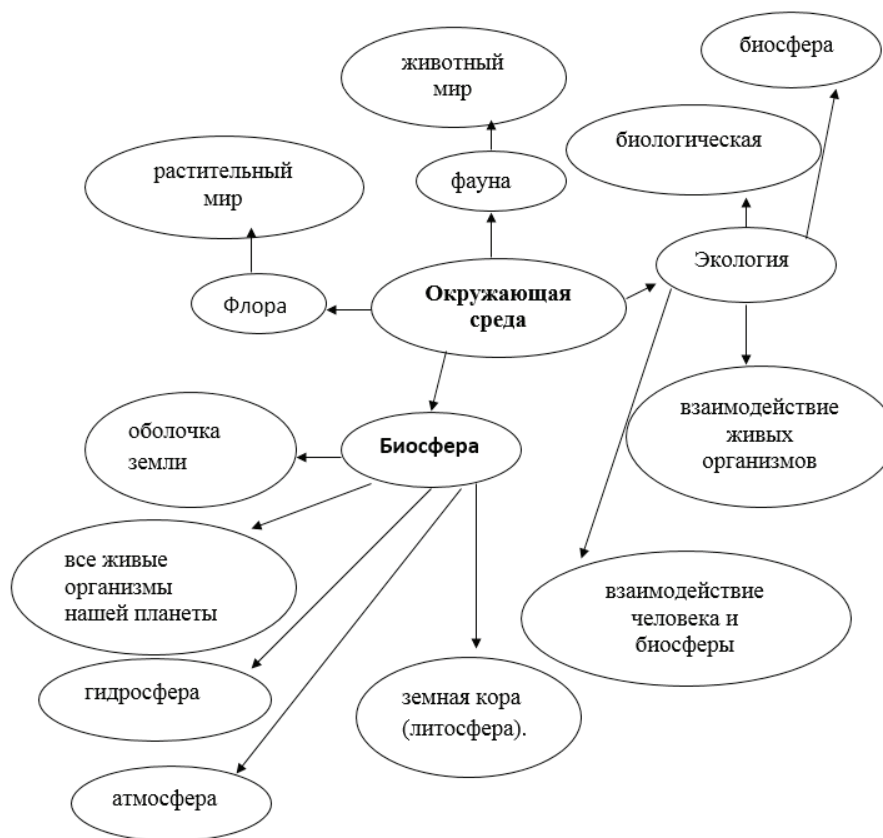 биосфера
животный
мир
биологическая
растительный
мир
фауна
Экология
Флора
Окружающая
среда
взаимодействие
живых
организмов
оболочка
земли
Биосфера
все живые
организмы
нашей планеты
взаимодействие
человека и
биосферы
гидросфера
земная кора
(литосфера).
атмосфера